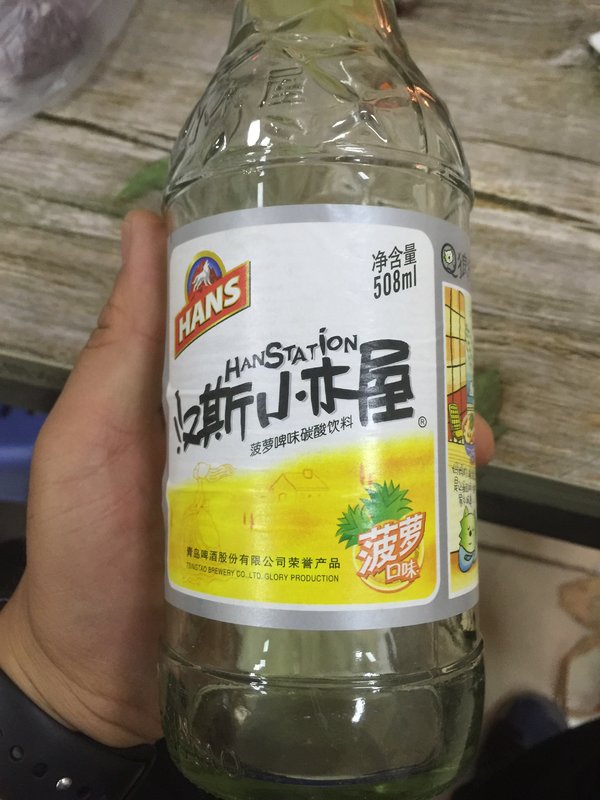 屋
净含量
508ml
HANS
HANSTATION
汉斯小木屋
®
菠萝啤味碳酸饮料
菠萝
口味
青岛啤酒股份有限公司荣誉产品
TSINGTAO BREWERY CO.,LTD. GLORY PRODUCTION